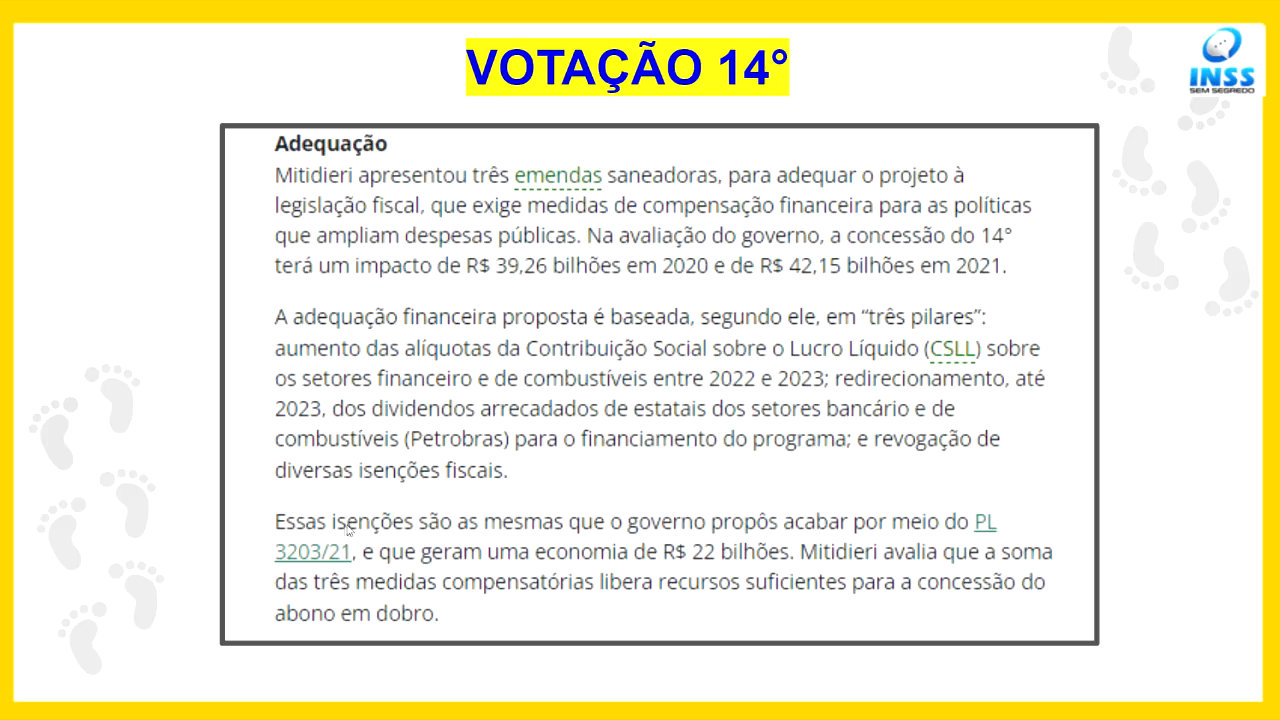 VOTAÇÃO 14°
INSS
SEM SEGREDO
Adequação
Mitidieri apresentou três emendas saneadoras, para adequar o projeto à
legislação fiscal, que exige medidas de compensação financeira para as políticas
que ampliam despesas públicas. Na avaliação do governo, a concessão do 14°
terá um impacto de R$ 39,26 bilhões em 2020 e de R$ 42,15 bilhões em 2021.
A adequação financeira proposta é baseada, segundo ele, em “três pilares”:
aumento das alíquotas da Contribuição Social sobre o Lucro Líquido (CSLL) sobre
os setores financeiro e de combustíveis entre 2022 e 2023; redirecionamento, até
2023, dos dividendos arrecadados de estatais dos setores bancário e de
combustíveis (Petrobras) para o financiamento do programa; e revogação de
diversas isenções fiscais.
Essas isenções são as mesmas que o governo propôs acabar por meio do PL
3203/21, e que geram uma economia de R$ 22 bilhões. Mitidieri avalia que a soma
das três medidas compensatórias libera recursos suficientes para a concessão do
abono em dobro.